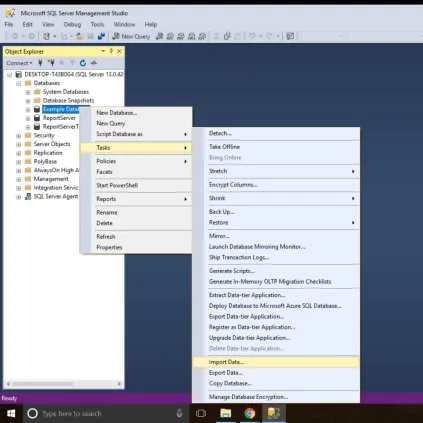 Microsoft SQL Server Management Studio
File Edit View Debug Tools Window Help
New Query
Object Explorer
Connect
DESKTOP-T43B0G4 (SQL Server 13.0.42
Databases
System Databases
Database Snapshots
Example Data
ReportServer
ReportServerT
Security
Server Objects
Replication
PolyBase
AlwaysOn High A
Management
Integration Servic
SQL Server Agent
New Database...
New Query
Script Database as
Tasks
Policies
Facets
Start PowerShell
Reports
Rename
Delete
Refresh
Properties
Detach...
Take Offline
Bring Online
Stretch
Encrypt Columns...
Shrink
Back Up...
Restore
Mirror...
Launch Database Mirroring Monitor...
Ship Transaction Logs...
Generate Scripts...
Generate In-Memory OLTP Migration Checklists
Extract Data-tier Application...
Deploy Database to Microsoft Azure SQL Database...
Export Data-tier Application...
Register as Data-tier Application...
Upgrade Data-tier Application...
Delete Data-tier Application...
Import Data...
Export Data...
Copy Database...
Manage Database Encryption...
Ready
Type here to search